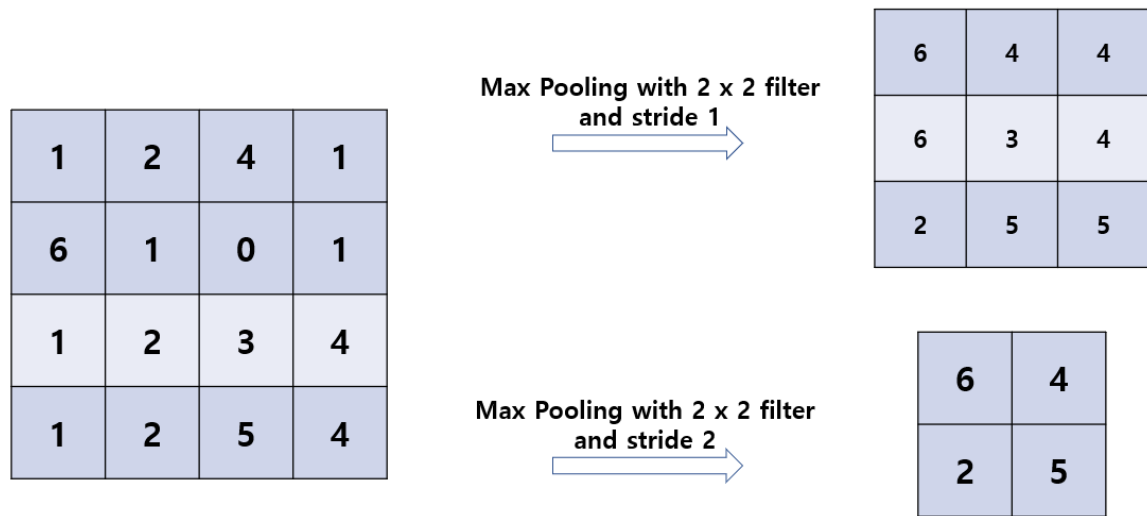 1 2 4 1
6 1 0 1
1 2 3 4
1 2 5 4
Max Pooling with 2 x 2 filter
and stride 1
6 4 4
6 3 4
2 5 5
Max Pooling with 2 x 2 filter
and stride 2
6 4
2 5